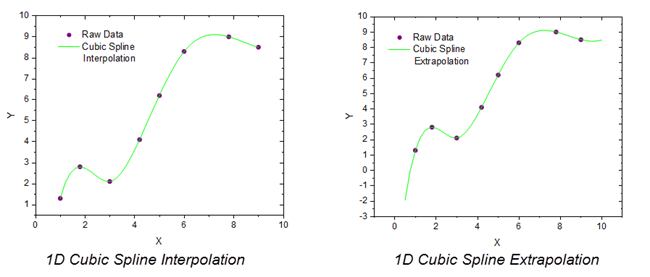 10
9
8
7
6
5
4
3
2
1
Y
Raw Data
Cubic Spline
Interpolation
0 2 4 6 8 10
X
1D Cubic Spline Interpolation
10
9
8
7
6
5
4
3
2
1
0
-1
-2
-3
Y
Raw Data
Cubic Spline
Extrapolation
0 2 4 6 8 10
X
1D Cubic Spline Extrapolation